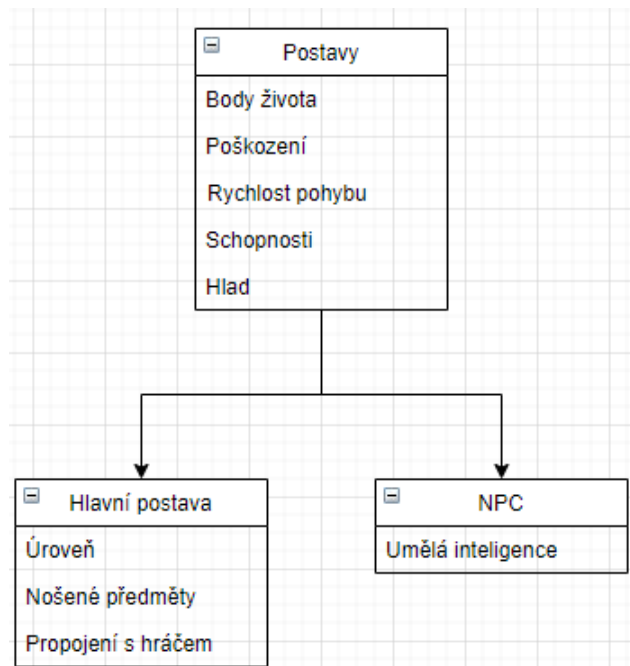 Postavy
Body života
Poškození
Rychlost pohybu
Schopnosti
Hlad
Hlavní postava
Úroveň
Nošené předměty
Propojení s hráčem
NPC
Umělá inteligence